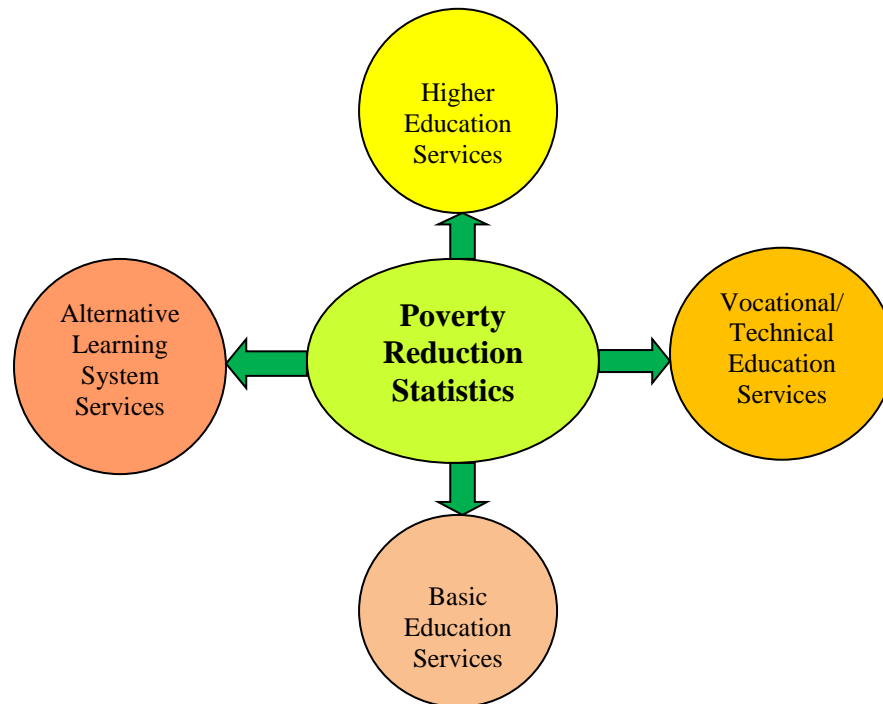 Higher
Education
Services
Alternative
Learning
System
Services
Poverty
Reduction
Statistics
Vocational/
Technical
Education
Services
Basic
Education
Services